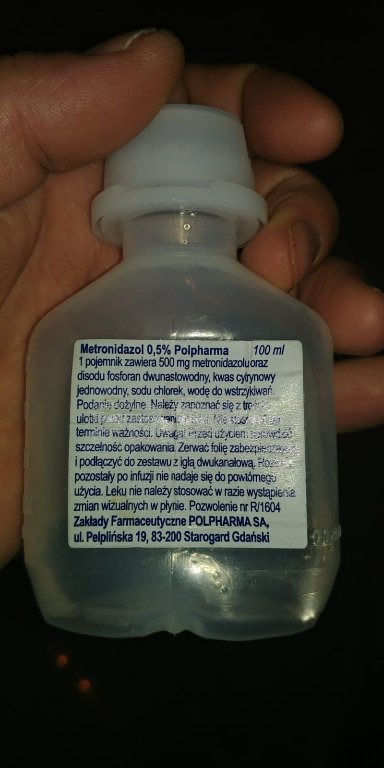 Metronidazol 0,5% Polpharma 100 ml
1 pojemnik zawiera 500 mg metronidazolu oraz
disodu fosforan dwunastowodny, kwas cytrynowy
jednowodny, sodu chlorek, wodę do wstrzykiwań.
Podanie dożylne. Należy zapoznać się z
ulotki przed
terminie ważności. Uwaga! Przed użyciem sprawdzić
szczelność opakowania. Zerwać folię zabezpieczającą
i podłączyć do zestawu z igłą dwukanałową.
pozostały po infuzji nie nadaje się do powtórnego
użycia. Leku nie należy stosować w razie wystąpienia
zmian wizualnych w płynie. Pozwolenie nr R/1604
Zakłady Farmaceutyczne POLPHARMA SA,
ul. Pelplińska 19, 83-200 Starogard Gdański